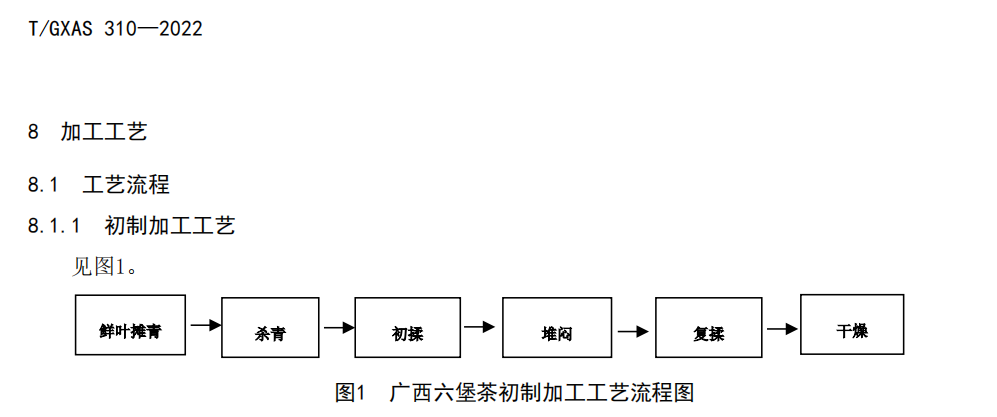 T/GXAS 310—2022
8 加工工艺
8.1 工艺流程
8.1.1 初制加工工艺
见图1。
鲜叶摊青 杀青 初揉 堆闷 复揉 干燥
图1 广西六堡茶初制加工工艺流程图